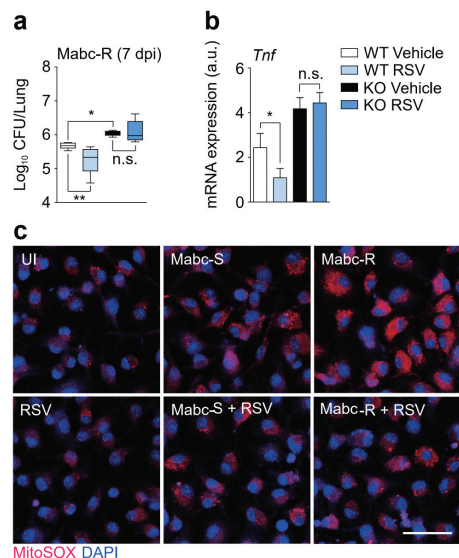 a
Mabc-R (7 dpi)
Log₁₀ CFU/Lung
8
7
6
5
4
*
**
n.s.
b
Tnf
mRNA expression (a.u.)
6
4
2
0
*
n.s.
WT Vehicle
WT RSV
KO Vehicle
KO RSV
c
UI
Mabc-S
Mabc-R
RSV
Mabc-S + RSV
Mabc-R + RSV
MitoSOX DAPI